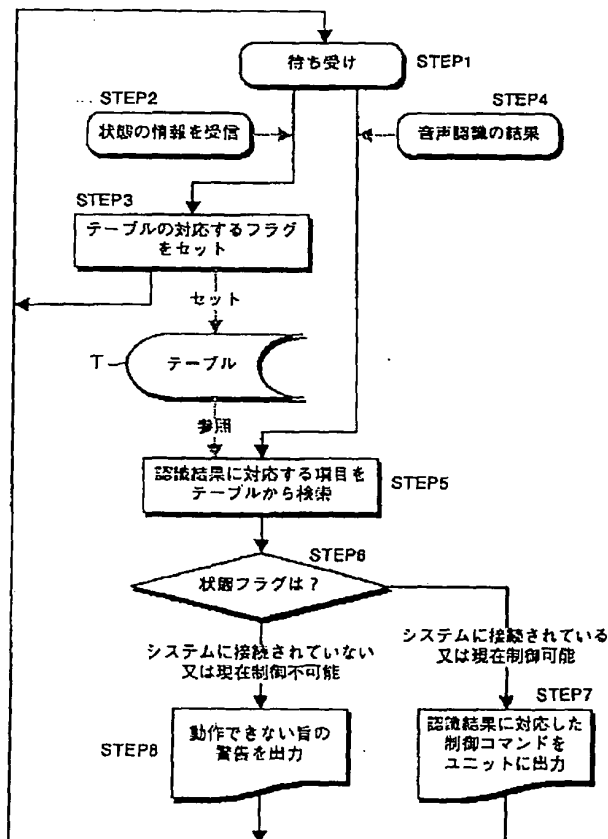 待ち受け
STEP1
STEP2
STEP4
状態の情報を受信
音声認識の結果
STEP3
テーブルの対応するフラグ
をセット
セット
T
テーブル
参照
認識結果に対応する項目を
テーブルから検索
STEP5
STEP6
状態フラグは？
システムに接続されていない
又は現在制御不可能
システムに接続されている
又は現在制御可能
STEP7
STEP8
動作できない旨の
警告を出力
認識結果に対応した
制御コマンドを
ユニットに出力